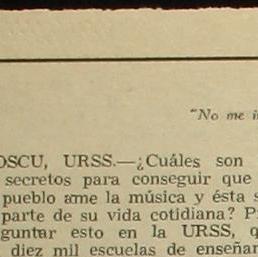 "No me i
OSCU, URSS.—¿Cuáles son
secretos para conseguir que
pueblo ame la música y ésta s
parte de su vida cotidiana? P
guntar esto en la URSS, q
diez mil escuelas de enseñan